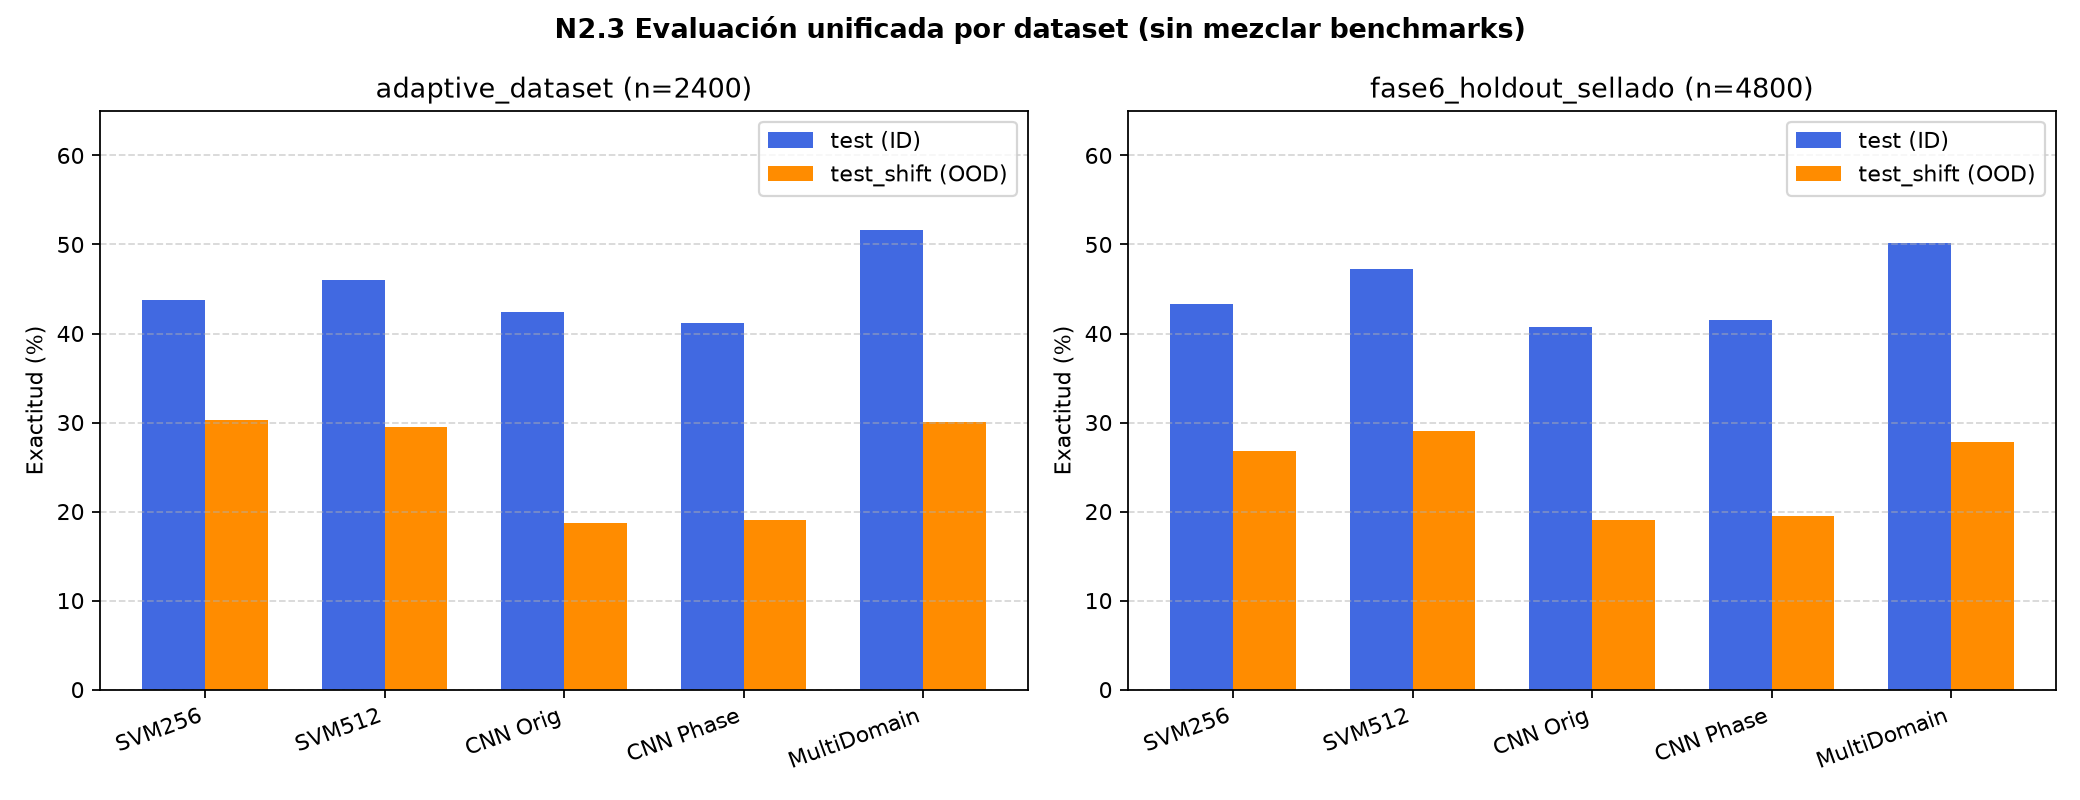 N2.3 Evaluación unificada por dataset (sin mezclar benchmarks)
adaptive_dataset (n=2400)
test (ID)
test_shift (OOD)
Exactitud (%)
60
50
40
30
20
10
0
SVM256
SVM512
CNN Orig
CNN Phase
MultiDomain
fase6_holdout_sellado (n=4800)
test (ID)
test_shift (OOD)
Exactitud (%)
60
50
40
30
20
10
0
SVM256
SVM512
CNN Orig
CNN Phase
MultiDomain